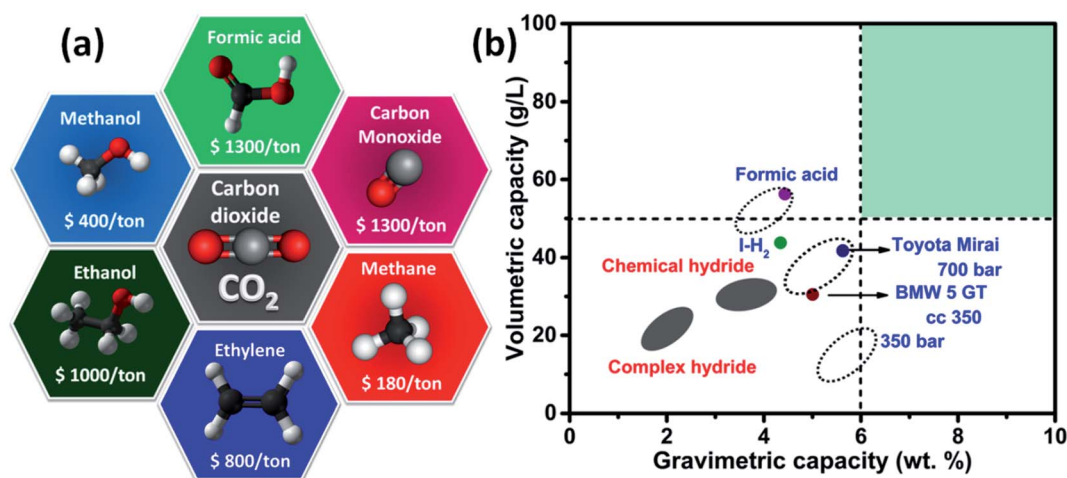 (a)
Formic acid
$ 1300/ton
Methanol
$ 400/ton
Carbon
Monoxide
$ 1300/ton
Carbon
dioxide
CO₂
Ethanol
$ 1000/ton
Methane
$ 180/ton
Ethylene
$ 800/ton
(b)
Volumetric capacity (g/L)
100
80
60
40
20
0
Formic acid
l-H₂
Chemical hydride
Toyota Mirai
700 bar
BMW 5 GT
cc 350
350 bar
Complex hydride
0 2 4 6 8 10
Gravimetric capacity (wt. %)